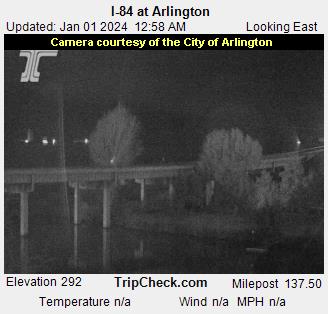 I-84 at Arlington
Updated: Jan 01 2024 12:58 AM Looking East
Camera courtesy of the City of Arlington
Elevation 292 TripCheck.com Milepost 137.50
Temperature n/a Wind n/a MPH n/a